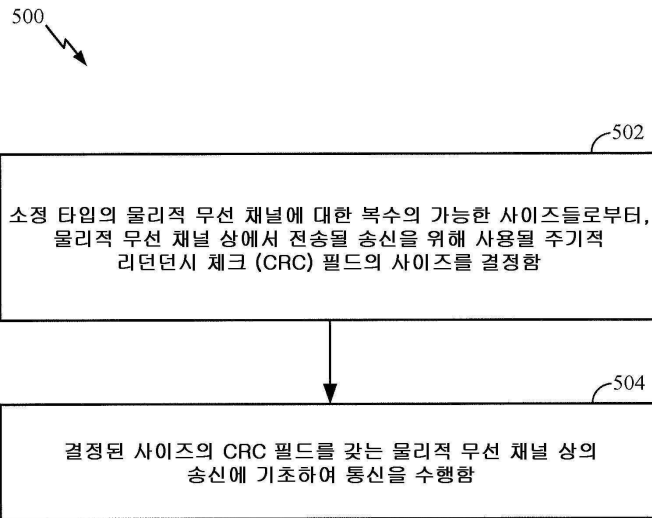 500
502
소정 타입의 물리적 무선 채널에 대한 복수의 가능한 사이즈들로부터,
물리적 무선 채널 상에서 전송될 송신을 위해 사용될 주기적
리던던시 체크 (CRC) 필드의 사이즈를 결정함
504
결정된 사이즈의 CRC 필드를 갖는 물리적 무선 채널 상의
송신에 기초하여 통신을 수행함